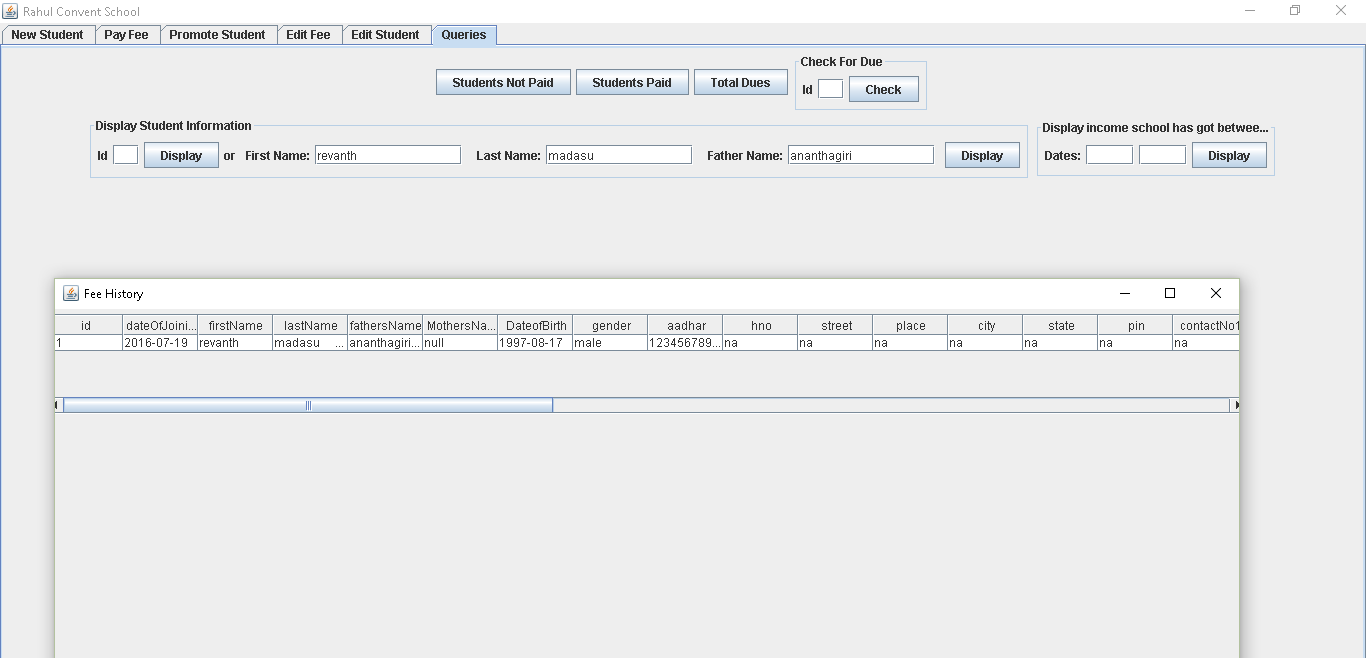 Rahul Convent School
New Student Pay Fee Promote Student Edit Fee Edit Student Queries
Check For Due
Students Not Paid Students Paid Total Dues Id Check
Display Student Information Display income school has got betwee...
Id Display or First Name: revanth Last Name: madasu Father Name: ananthagiri Display Dates: Display
Fee History
id dateOfJoini... firstName lastName fathersName MothersNa... DateofBirth gender aadhar hno street place city state pin contactNo1
1 2016-07-19 revanth madasu ... ananthagiri... null 1997-08-17 male 123456789... na na na na na na na